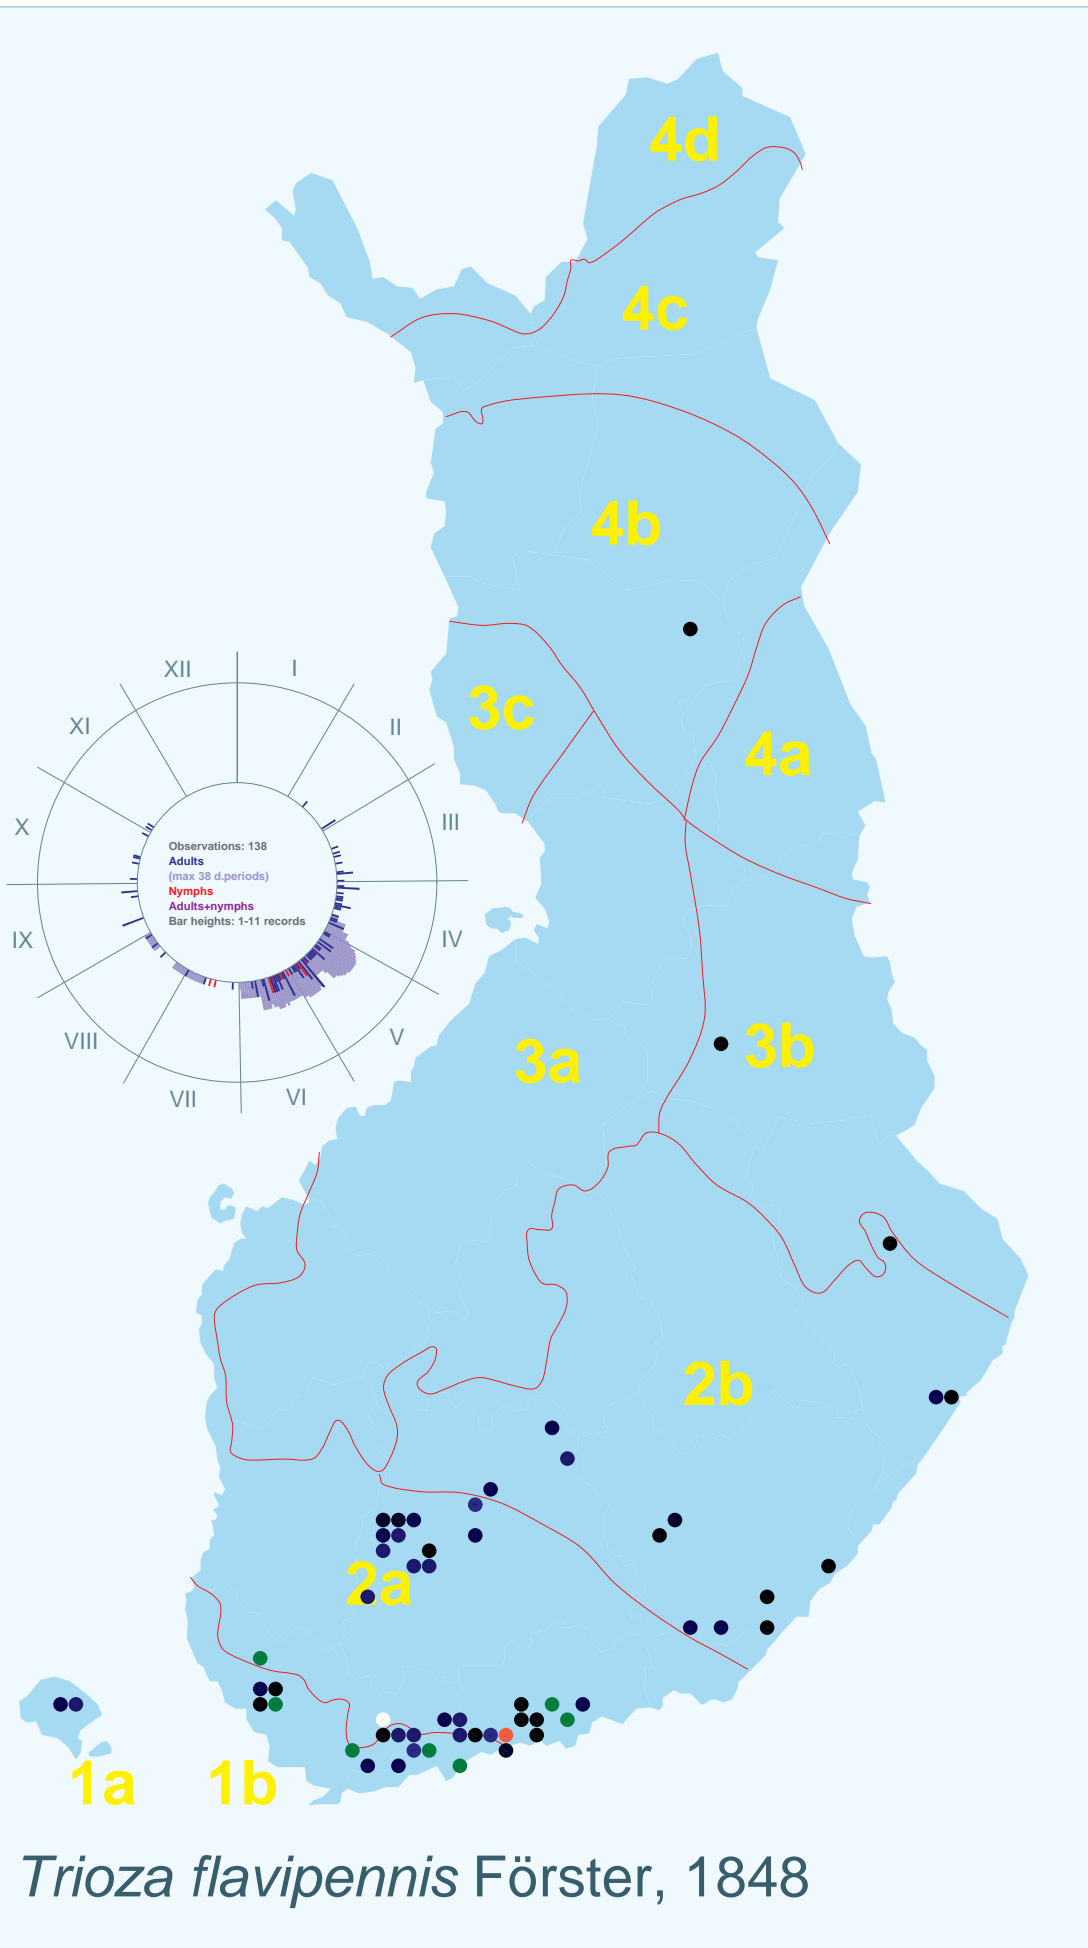 4d
4c
4b
3c
4a
XII
I
XI
II
X
III
Observations: 138
Adults
(max 38 d.periods)
Nymphs
Adults+nymphs
Bar heights: 1-11 records
IX
IV
VIII
V
VII
VI
3a
3b
2b
2a
1a
1b
Trioza flavipennis Förster, 1848